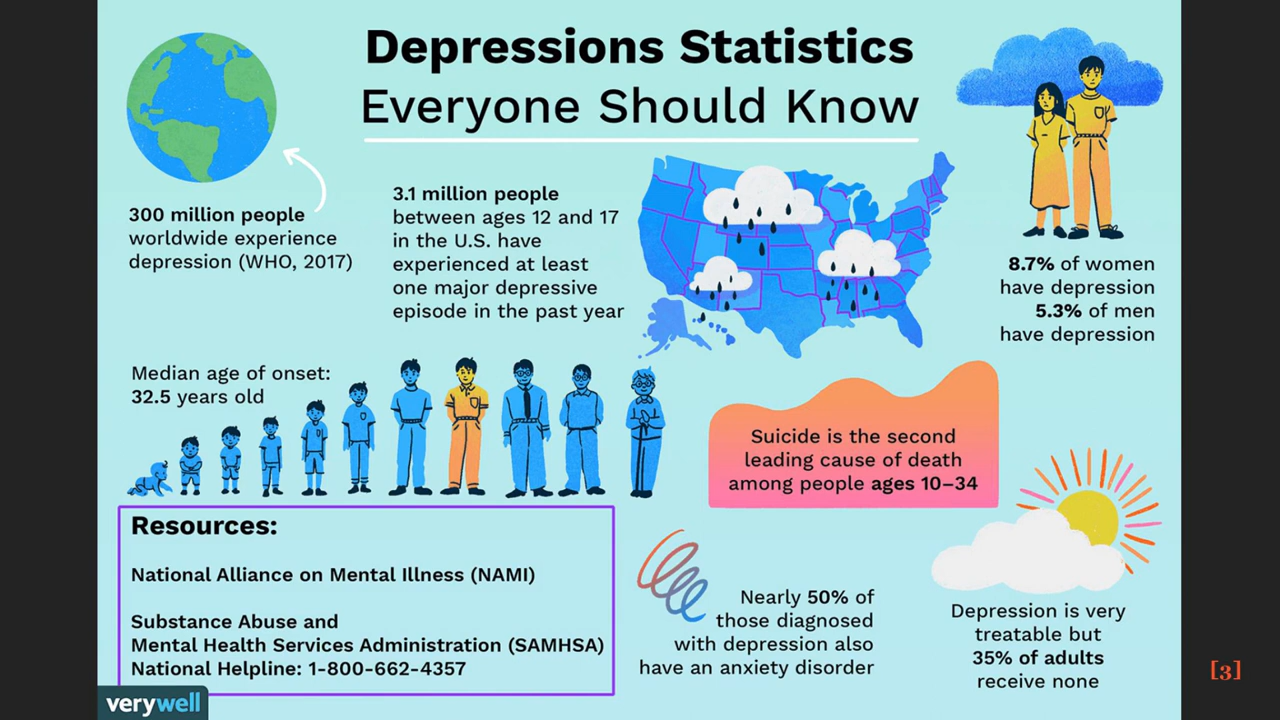 Depressions Statistics
Everyone Should Know
300 million people
worldwide experience
depression (WHO, 2017)
3.1 million people
between ages 12 and 17
in the U.S. have
experienced at least
one major depressive
episode in the past year
8.7% of women
have depression
5.3% of men
have depression
Median age of onset:
32.5 years old
Suicide is the second
leading cause of death
among people ages 10–34
Resources:
National Alliance on Mental Illness (NAMI)
Substance Abuse and
Mental Health Services Administration (SAMHSA)
National Helpline: 1-800-662-4357
Nearly 50% of
those diagnosed
with depression also
have an anxiety disorder
Depression is very
treatable but
35% of adults
receive none
[3]
verywell